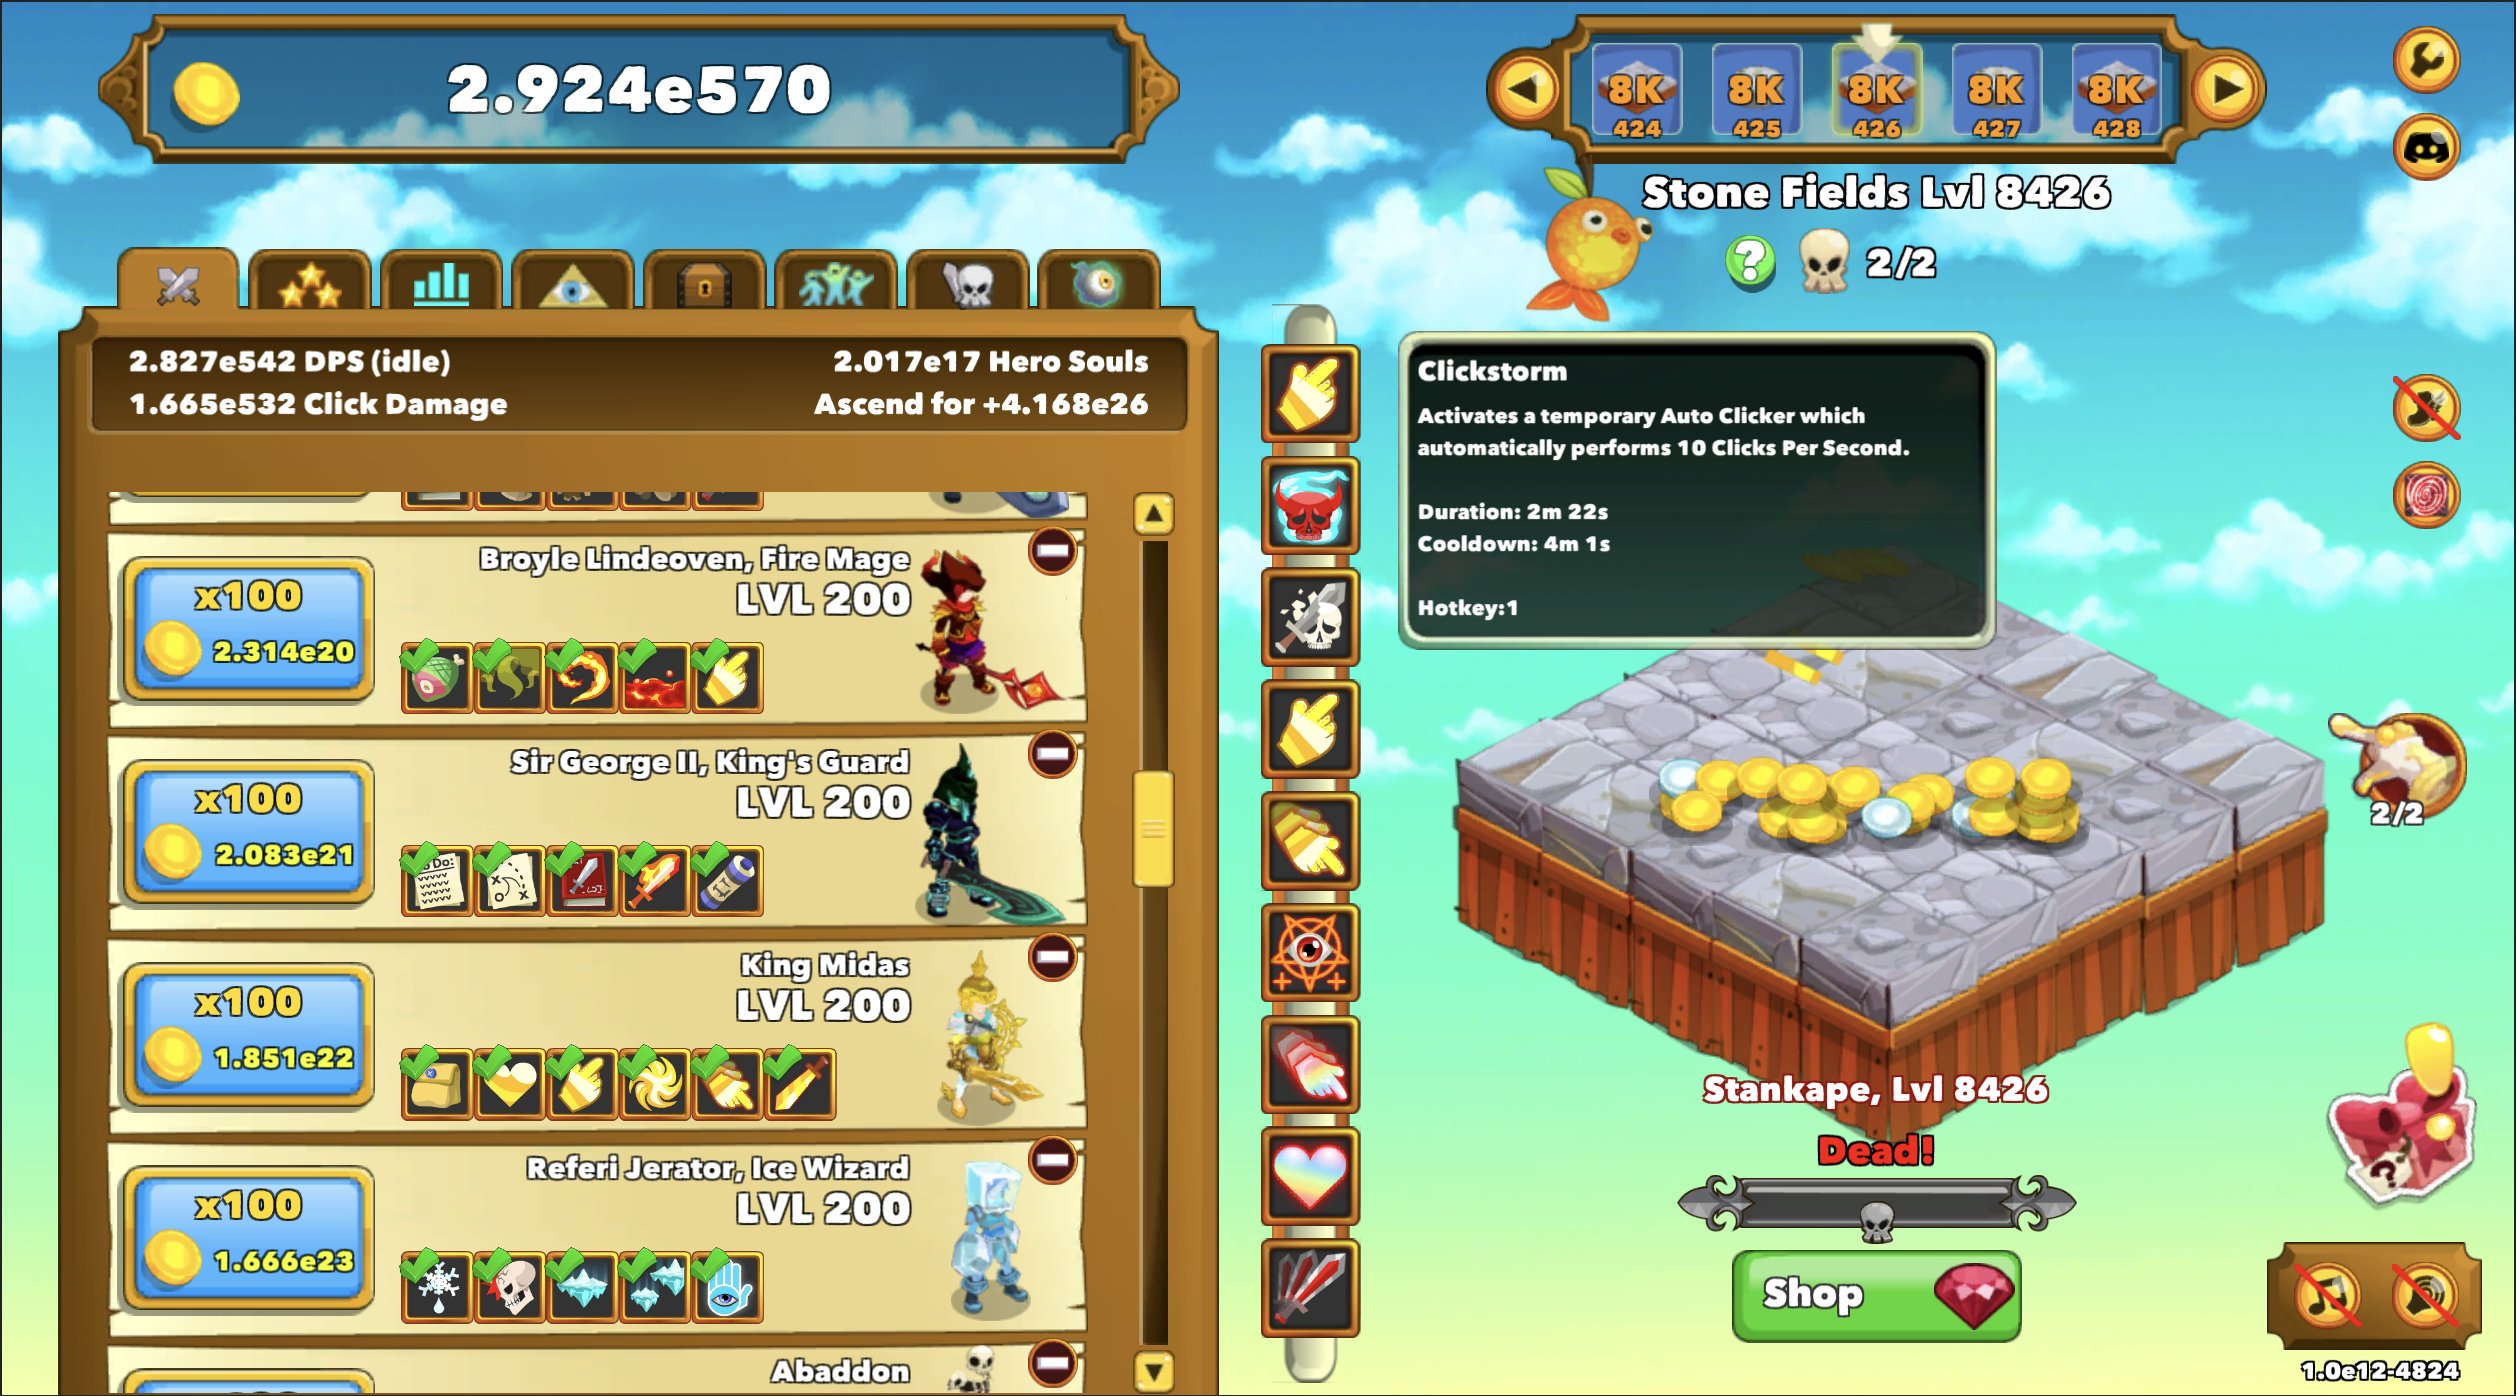 2.924e570
8K
424
8K
425
8K
426
8K
427
8K
428
Stone Fields Lvl 8426
2/2
2.827e542 DPS (idle)
2.017e17 Hero Souls
1.665e532 Click Damage
Ascend for +4.168e26
Clickstorm
Activates a temporary Auto Clicker which
automatically performs 10 Clicks Per Second.
Duration: 2m 22s
Cooldown: 4m 1s
Hotkey:1
Broyle Lindeoven, Fire Mage
LVL 200
x100
2.314e20
Sir George II, King's Guard
LVL 200
x100
2.083e21
Do:
King Midas
LVL 200
x100
1.851e22
Referi Jerator, Ice Wizard
LVL 200
x100
1.666e23
Abaddon
2/2
Stankape, Lvl 8426
Dead!
Shop
1.0e12-4824